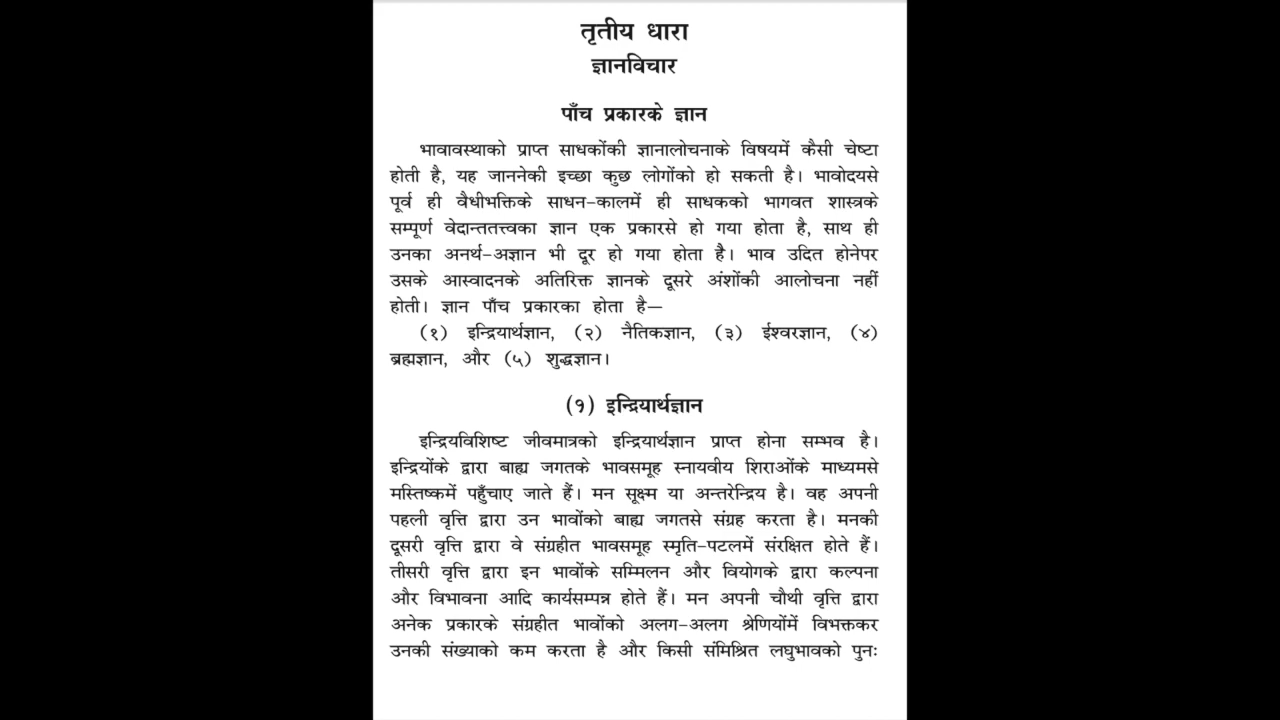 तृतीय धारा
ज्ञानविचार
पाँच प्रकारके ज्ञान
भावावस्थाको प्राप्त साधकोंकी ज्ञानालोचनाके विषयमें कैसी चेष्टा
होती है, यह जाननेकी इच्छा कुछ लोगोंको हो सकती है। भावोदयसे
पूर्व ही वैधीभक्तिके साधन-कालमें ही साधकको भागवत शास्त्रके
सम्पूर्ण वेदान्ततत्त्वका ज्ञान एक प्रकारसे हो गया होता है, साथ ही
उनका अनर्थ-अज्ञान भी दूर हो गया होता है। भाव उदित होनेपर
उसके आस्वादनके अतिरिक्त ज्ञानके दूसरे अंशोंकी आलोचना नहीं
होती। ज्ञान पाँच प्रकारका होता है—
(१) इन्द्रियार्थज्ञान, (२) नैतिकज्ञान, (३) ईश्वरज्ञान, (४)
ब्रह्मज्ञान, और (५) शुद्धज्ञान।
(१) इन्द्रियार्थज्ञान
इन्द्रियविशिष्ट जीवमात्रको इन्द्रियार्थज्ञान प्राप्त होना सम्भव है।
इन्द्रियोंके द्वारा बाह्य जगतके भावसमूह स्नायवीय शिराओंके माध्यमसे
मस्तिष्कमें पहुँचाए जाते हैं। मन सूक्ष्म या अन्तरेन्द्रिय है। वह अपनी
पहली वृत्ति द्वारा उन भावोंको बाह्य जगतसे संग्रह करता है। मनकी
दूसरी वृत्ति द्वारा वे संग्रहीत भावसमूह स्मृति-पटलमें संरक्षित होते हैं।
तीसरी वृत्ति द्वारा इन भावोंके सम्मिलन और वियोगके द्वारा कल्पना
और विभावना आदि कार्यसम्पन्न होते हैं। मन अपनी चौथी वृत्ति द्वारा
अनेक प्रकारके संग्रहीत भावोंको अलग-अलग श्रेणियोंमें विभक्तकर
उनकी संख्याको कम करता है और किसी संमिश्रित लघुभावको पुनः